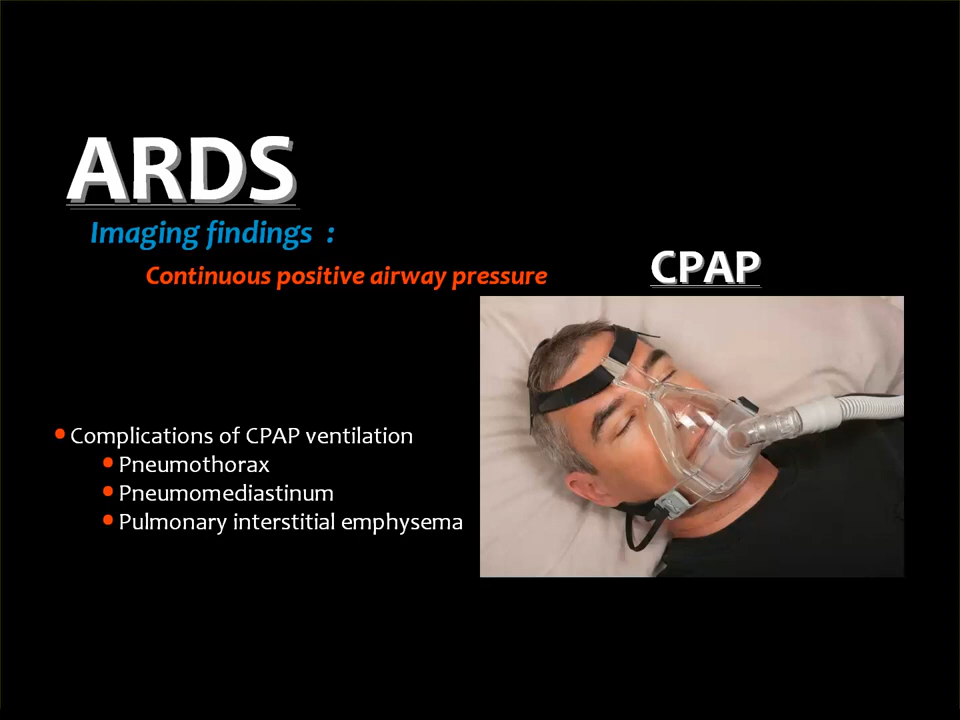 ARDS
Imaging findings :
Continuous positive airway pressure
CPAP
• Complications of CPAP ventilation
• Pneumothorax
• Pneumomediastinum
• Pulmonary interstitial emphysema